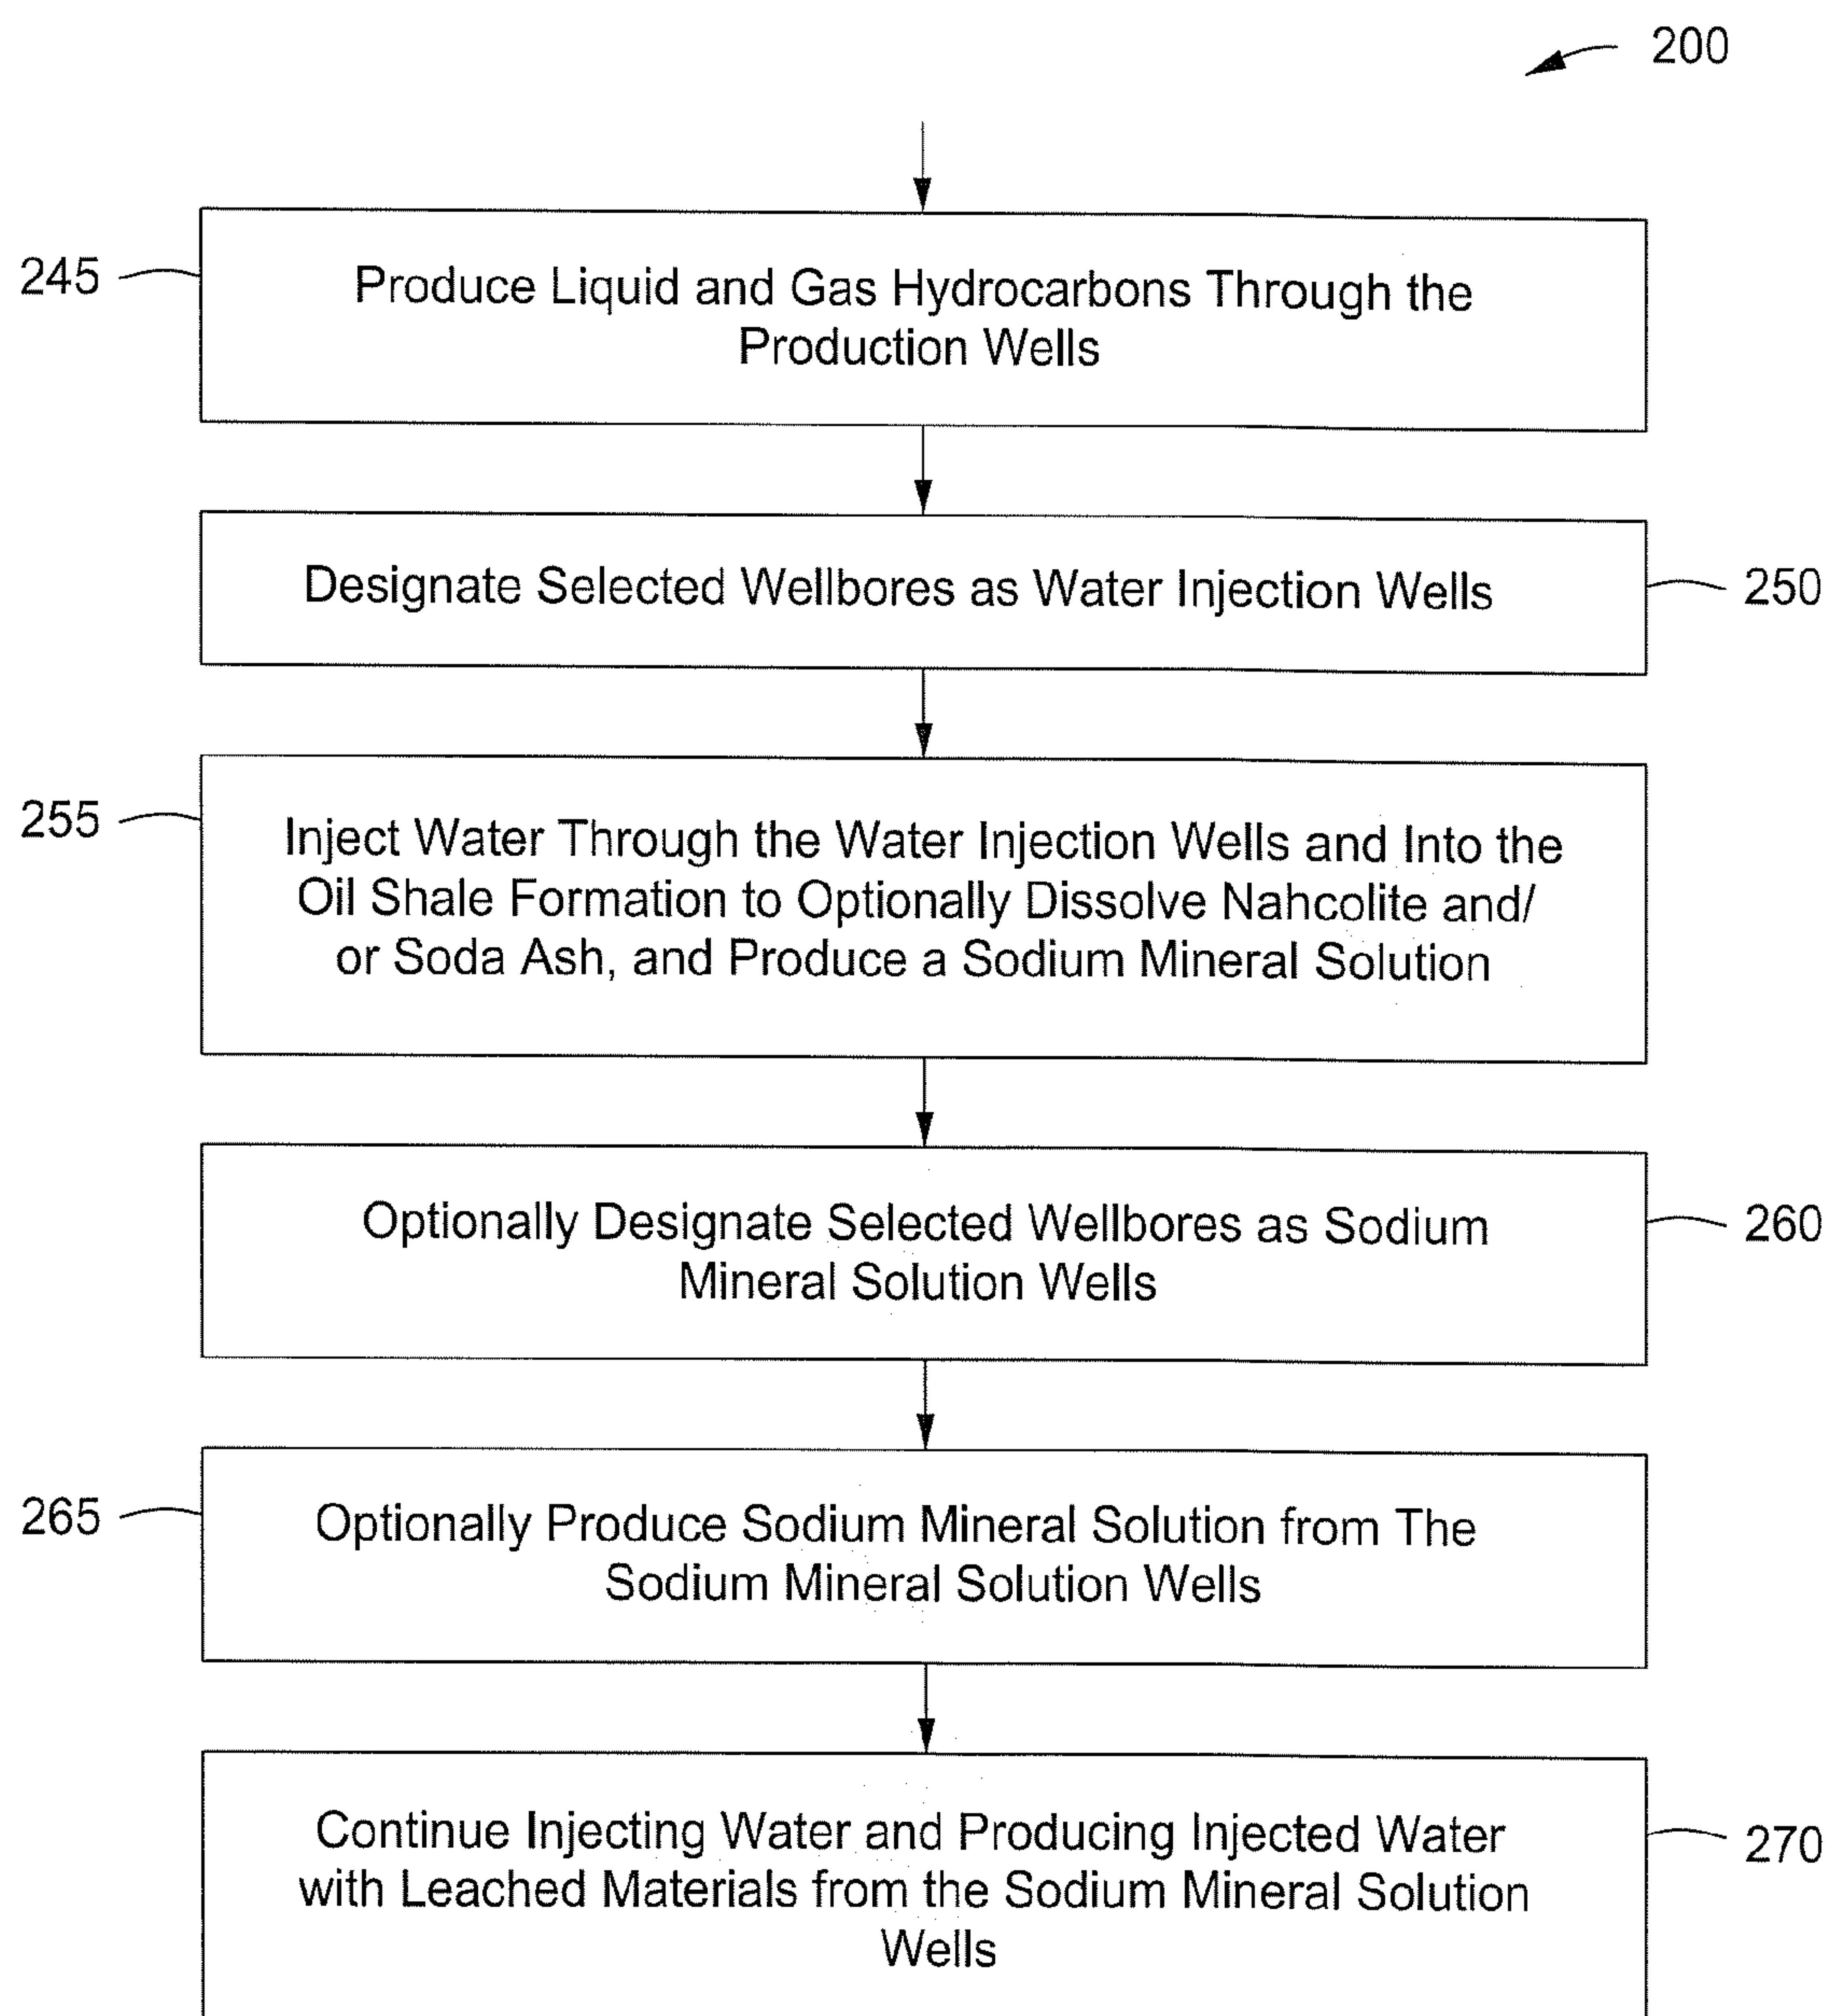 200
245
Produce Liquid and Gas Hydrocarbons Through the
Production Wells
Designate Selected Wellbores as Water Injection Wells
250
255
Inject Water Through the Water Injection Wells and Into the
Oil Shale Formation to Optionally Dissolve Nahcolite and/
or Soda Ash, and Produce a Sodium Mineral Solution
Optionally Designate Selected Wellbores as Sodium
Mineral Solution Wells
260
265
Optionally Produce Sodium Mineral Solution from The
Sodium Mineral Solution Wells
Continue Injecting Water and Producing Injected Water
with Leached Materials from the Sodium Mineral Solution
Wells
270